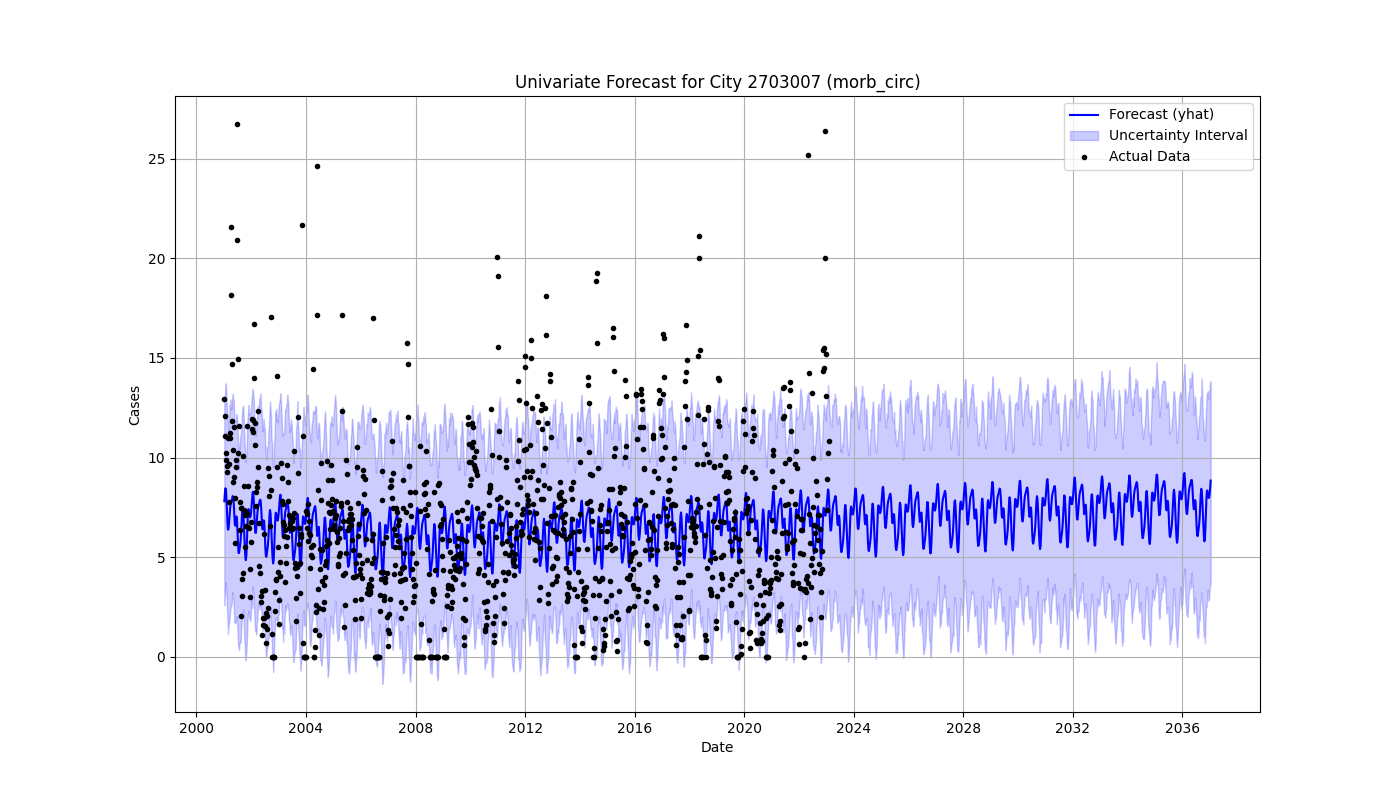 Univariate Forecast for City 2703007 (morb_circ)
Forecast (yhat)
Uncertainty Interval
Actual Data
Cases
25
20
15
10
5
0
2000 2004 2008 2012 2016 2020 2024 2028 2032 2036
Date